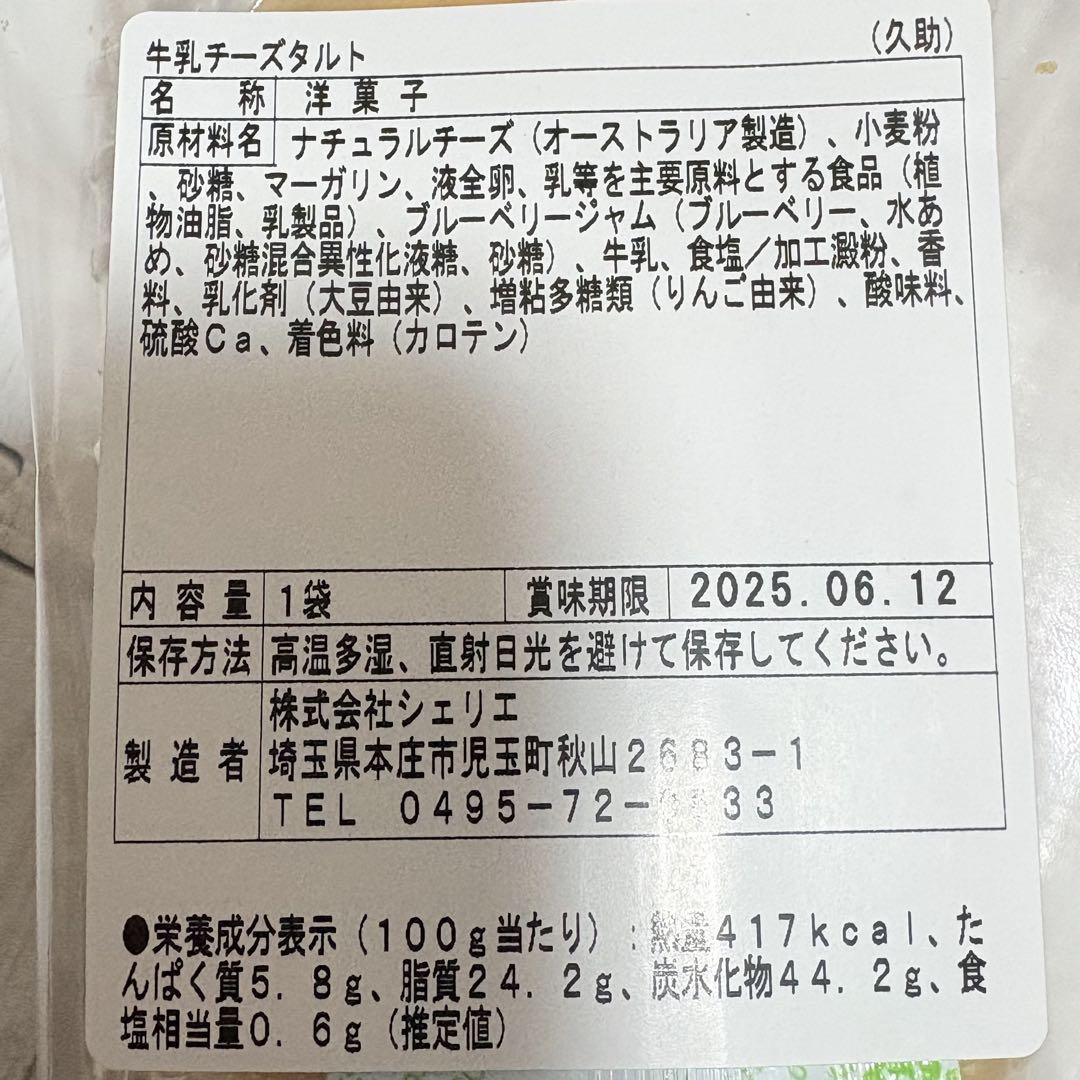 牛乳チーズタルト （久助）
名 称 洋菓子
原材料名 ナチュラルチーズ（オーストラリア製造）、小麦粉
、砂糖、マーガリン、液全卵、乳等を主要原料とする食品（植
物油脂、乳製品）、ブルーベリージャム（ブルーベリー、水あ
め、砂糖混合異性化液糖、砂糖）、牛乳、食塩／加工澱粉、香
料、乳化剤（大豆由来）、増粘多糖類（りんご由来）、酸味料、
硫酸Ca、着色料（カロテン）
内容量 1袋 賞味期限 2025.06.12
保存方法 高温多湿、直射日光を避けて保存してください。
製造者 株式会社シェリエ
埼玉県本庄市児玉町秋山2683-1
TEL 0495-72-
●栄養成分表示（100g当たり）：熱量417kcal、た
んぱく質5.8g、脂質24.2g、炭水化物44.2g、食
塩相当量0.6g（推定値）